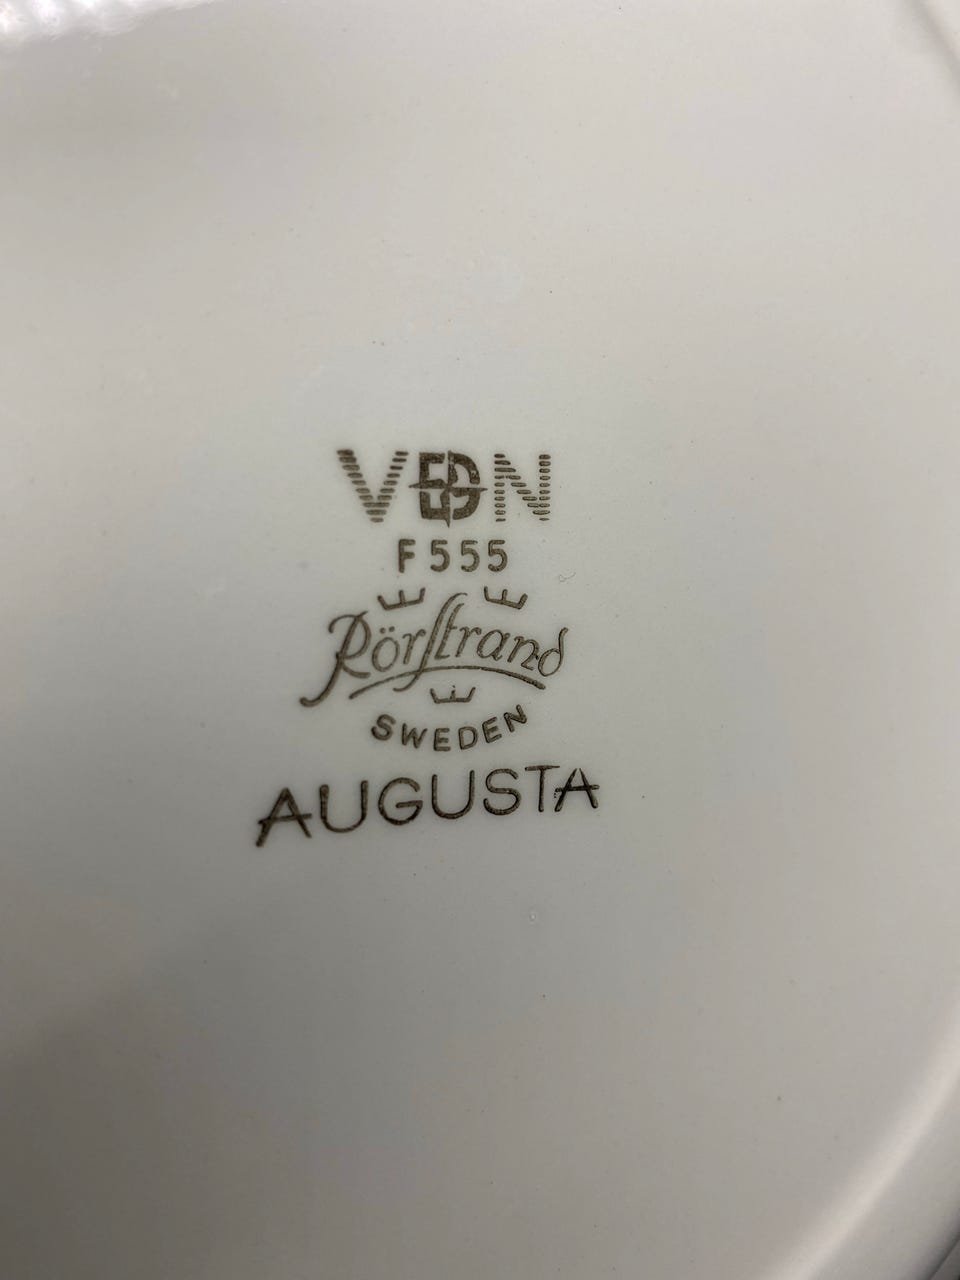 VDN
F555
Rörstrand
SWEDEN
AUGUSTA